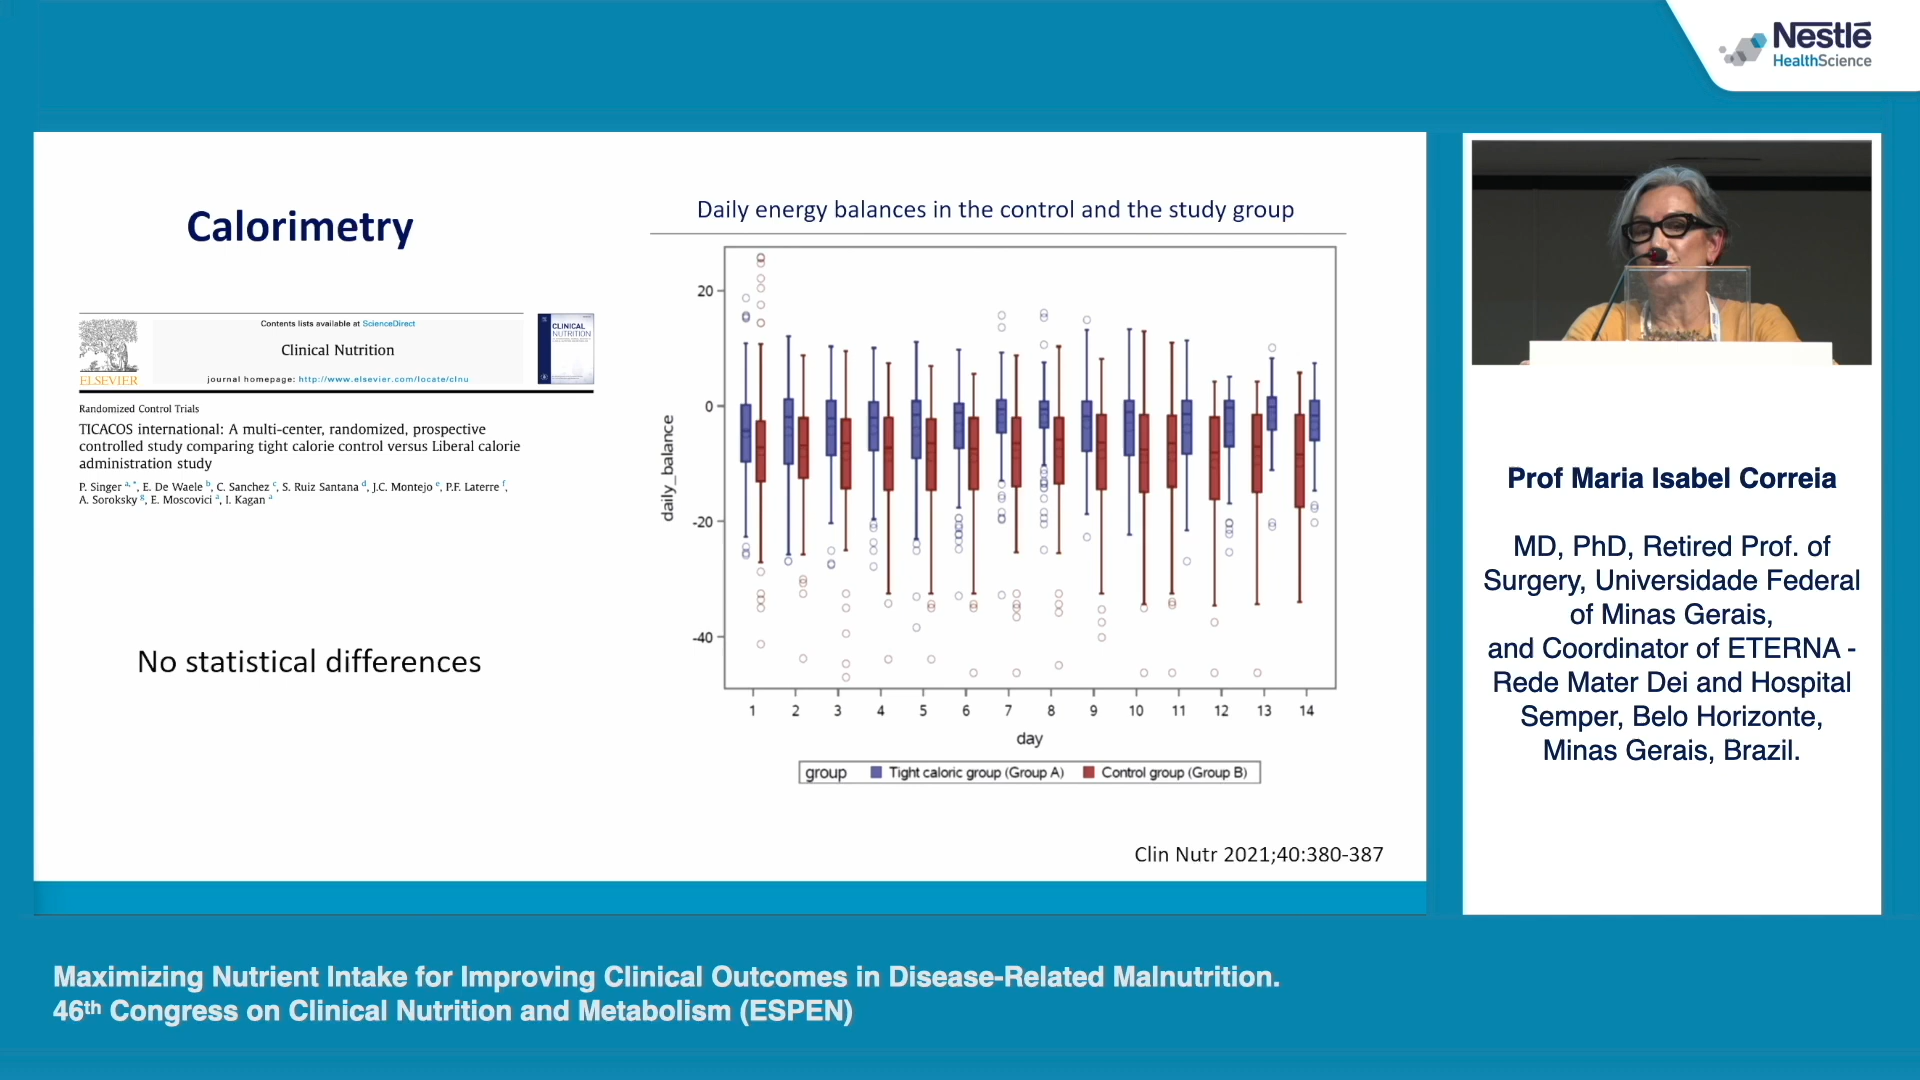 Nestlé
HealthScience
Calorimetry
Contents lists available at ScienceDirect
Clinical Nutrition
journal homepage: http://www.elsevier.com/locate/clnu
ELSEVIER
CLINICAL
NUTRITION
Randomized Control Trials
TICACOS international: A multi-center, randomized, prospective
controlled study comparing tight calorie control versus Liberal calorie
administration study
P. Singer a, *, E. De Waele b, C. Sanchez c, S. Ruiz Santana d, J.C. Montejo e, P.F. Laterre f,
A. Soroksky g, E. Moscovici a, I. Kagan a
No statistical differences
Daily energy balances in the control and the study group
daily_balance
20
0
-20
-40
1 2 3 4 5 6 7 8 9 10 11 12 13 14
day
group Tight caloric group (Group A) Control group (Group B)
Clin Nutr 2021;40:380-387
Prof Maria Isabel Correia
MD, PhD, Retired Prof. of
Surgery, Universidade Federal
of Minas Gerais,
and Coordinator of ETERNA -
Rede Mater Dei and Hospital
Semper, Belo Horizonte,
Minas Gerais, Brazil.
Maximizing Nutrient Intake for Improving Clinical Outcomes in Disease-Related Malnutrition.
46th Congress on Clinical Nutrition and Metabolism (ESPEN)